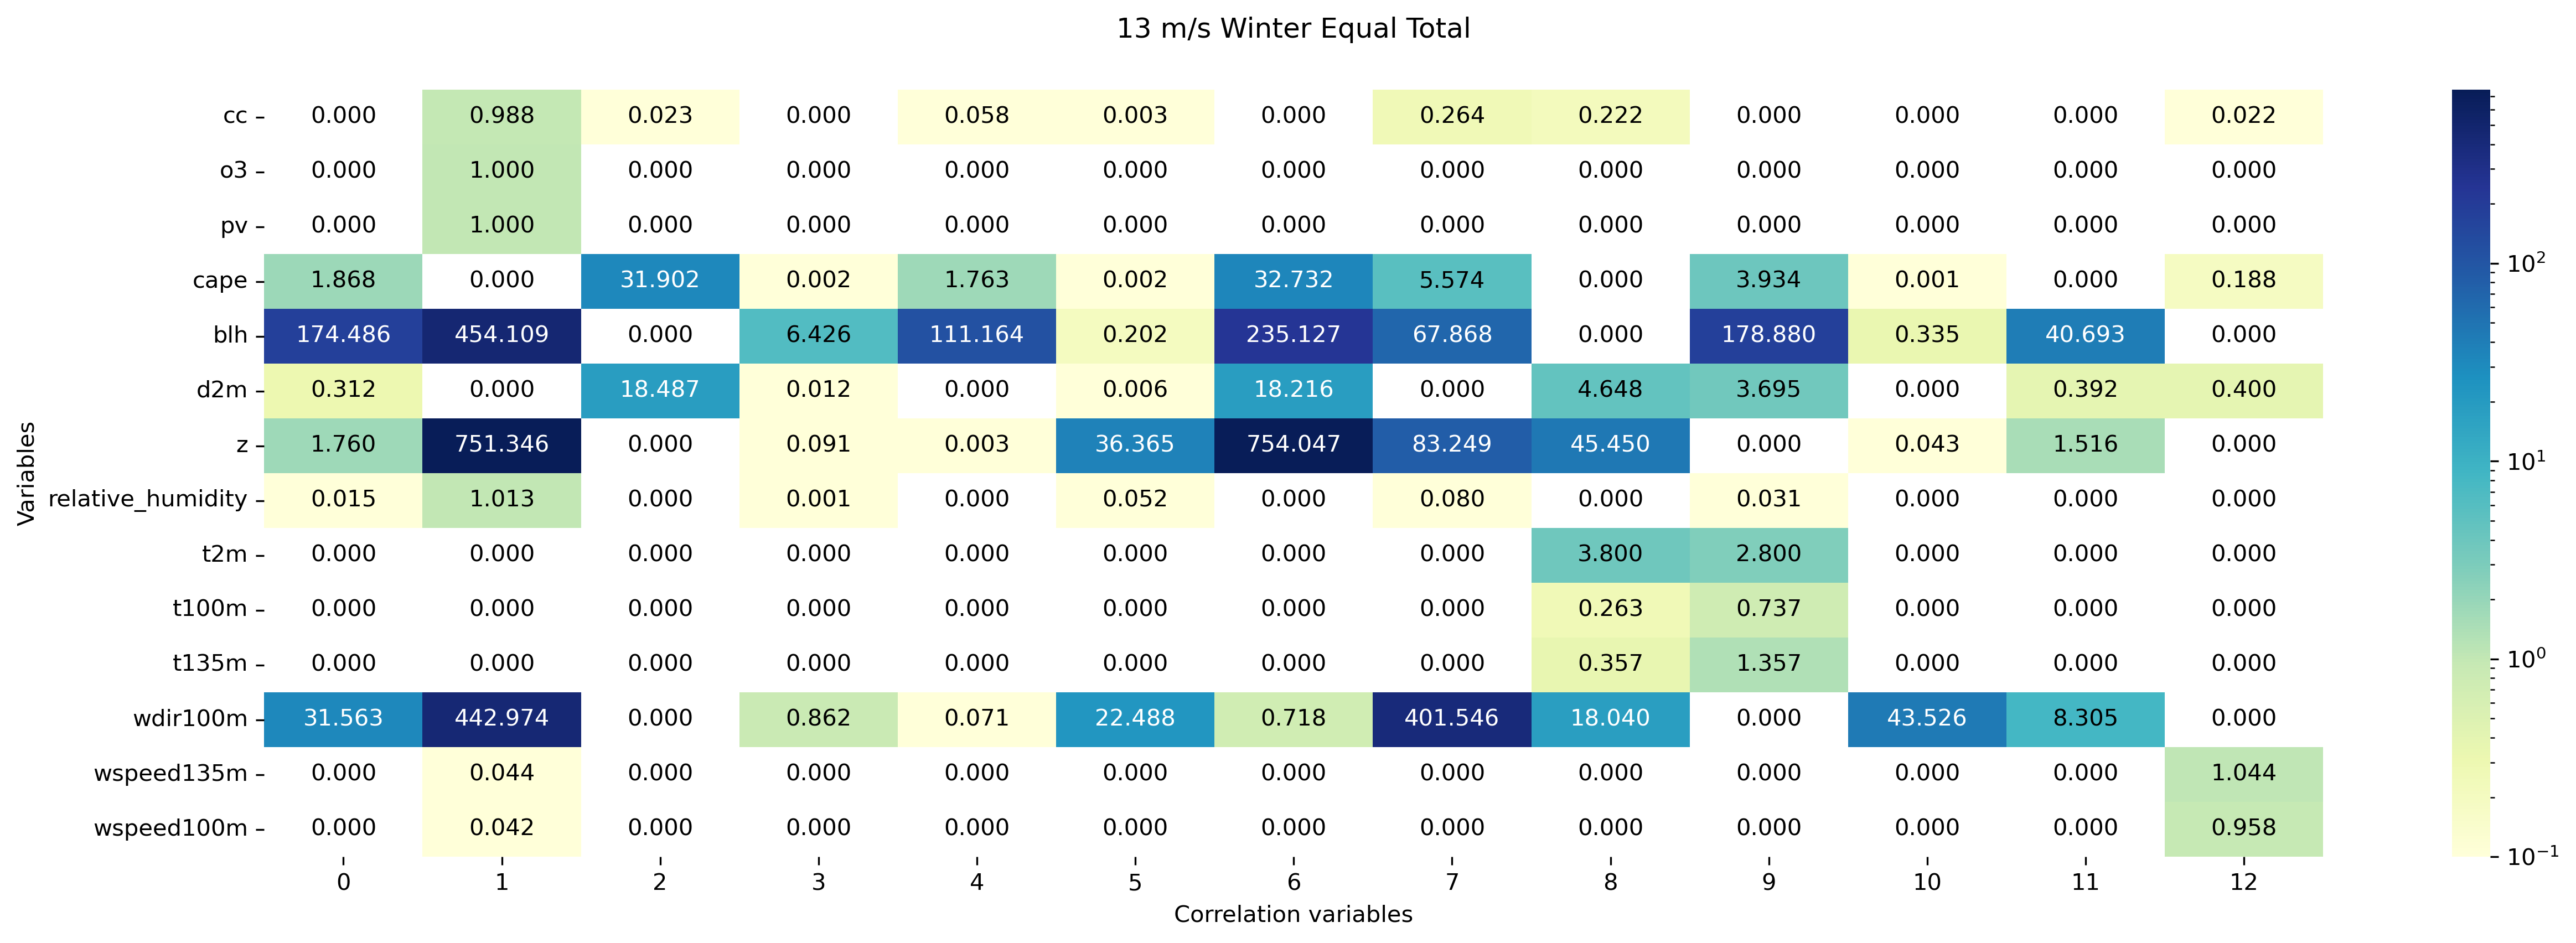 13 m/s Winter Equal Total
cc 0.000 0.988 0.023 0.000 0.058 0.003 0.000 0.264 0.222 0.000 0.000 0.000 0.022
o3 0.000 1.000 0.000 0.000 0.000 0.000 0.000 0.000 0.000 0.000 0.000 0.000 0.000
pv 0.000 1.000 0.000 0.000 0.000 0.000 0.000 0.000 0.000 0.000 0.000 0.000 0.000
cape 1.868 0.000 31.902 0.002 1.763 0.002 32.732 5.574 0.000 3.934 0.001 0.000 0.188
blh 174.486 454.109 0.000 6.426 111.164 0.202 235.127 67.868 0.000 178.880 0.335 40.693 0.000
d2m 0.312 0.000 18.487 0.012 0.000 0.006 18.216 0.000 4.648 3.695 0.000 0.392 0.400
z 1.760 751.346 0.000 0.091 0.003 36.365 754.047 83.249 45.450 0.000 0.043 1.516 0.000
relative_humidity 0.015 1.013 0.000 0.001 0.000 0.052 0.000 0.080 0.000 0.031 0.000 0.000 0.000
t2m 0.000 0.000 0.000 0.000 0.000 0.000 0.000 0.000 3.800 2.800 0.000 0.000 0.000
t100m 0.000 0.000 0.000 0.000 0.000 0.000 0.000 0.000 0.263 0.737 0.000 0.000 0.000
t135m 0.000 0.000 0.000 0.000 0.000 0.000 0.000 0.000 0.357 1.357 0.000 0.000 0.000
wdir100m 31.563 442.974 0.000 0.862 0.071 22.488 0.718 401.546 18.040 0.000 43.526 8.305 0.000
wspeed135m 0.000 0.044 0.000 0.000 0.000 0.000 0.000 0.000 0.000 0.000 0.000 0.000 1.044
wspeed100m 0.000 0.042 0.000 0.000 0.000 0.000 0.000 0.000 0.000 0.000 0.000 0.000 0.958
0 1 2 3 4 5 6 7 8 9 10 11 12
Correlation variables
Variables
10²
10¹
10⁰
10⁻¹